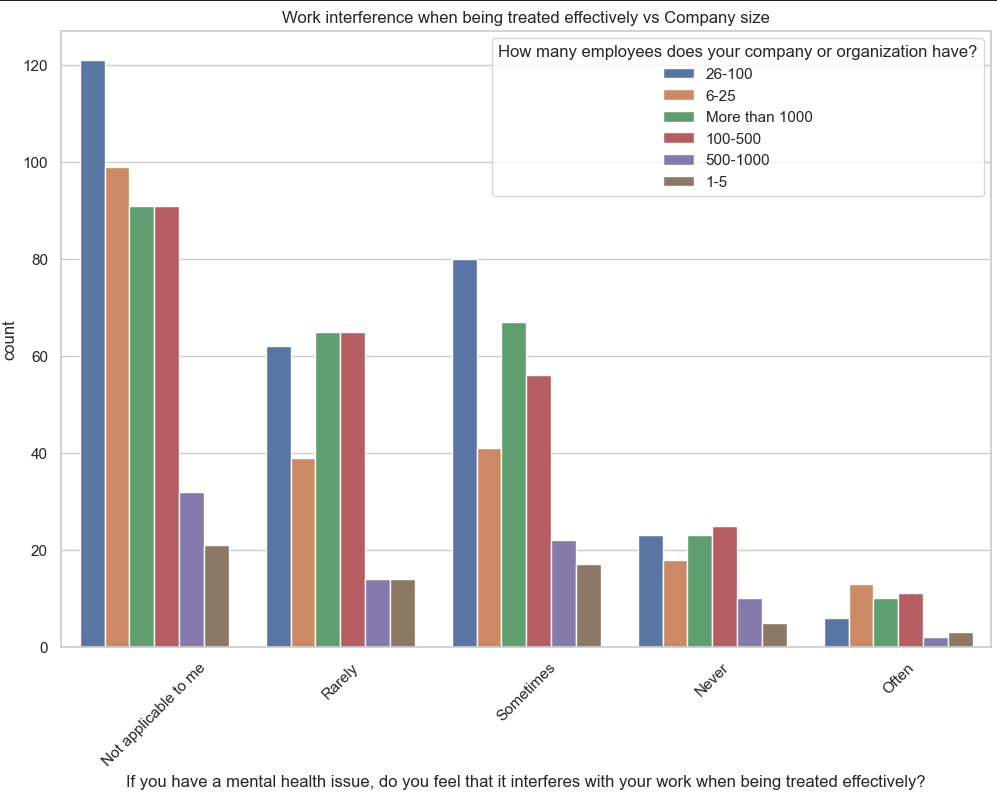 Work interference when being treated effectively vs Company size
How many employees does your company or organization have?
26-100
6-25
More than 1000
100-500
500-1000
1-5
120
100
80
60
40
20
0
count
Not applicable to me
Rarely
Sometimes
Never
Often
If you have a mental health issue, do you feel that it interferes with your work when being treated effectively?